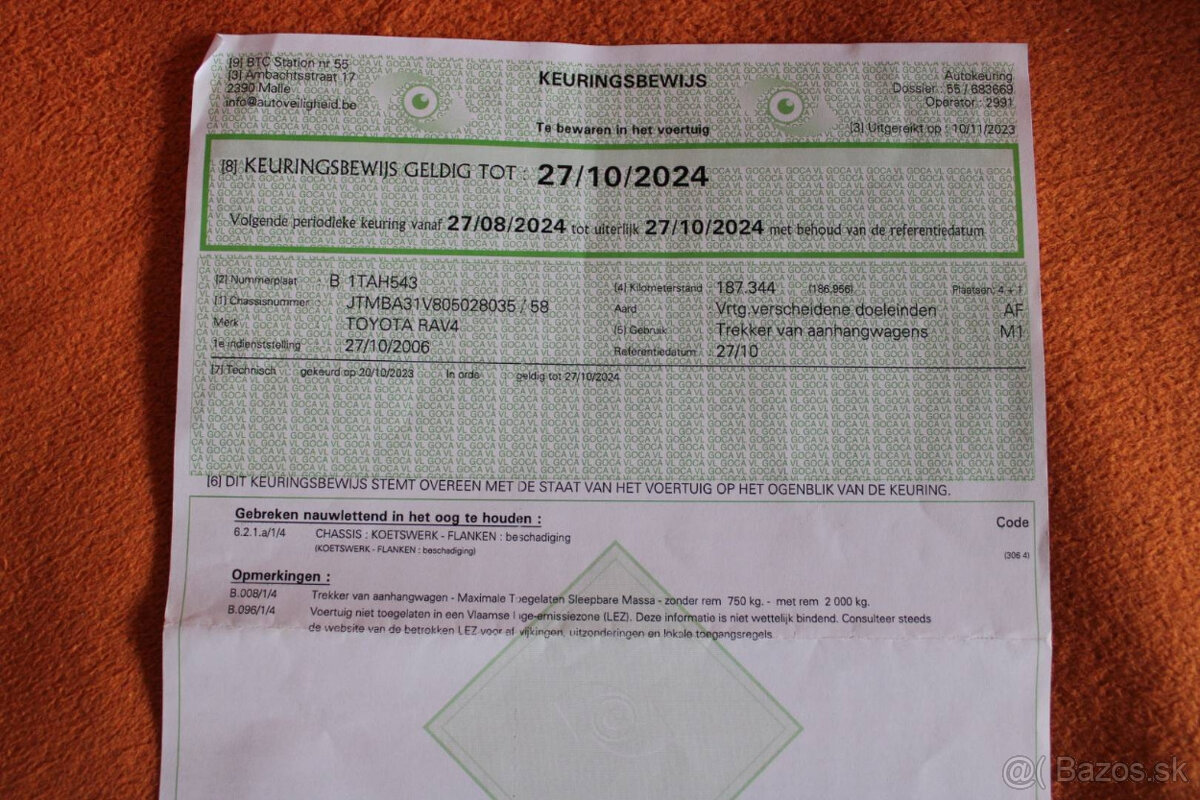 [9] BTC Station nr 55
[3] Ambachtsstraat 17
2390 Malle
info@autoveiligheid.be
KEURINGSBEWIJS
Te bewaren in het voertuig
Autokeuring
Dossier : 55 / 683669
Operator : 2991
[3] Uitgereikt op : 10/11/2023
[8] KEURINGSBEWIJS GELDIG TOT : 27/10/2024
Volgende periodieke keuring vanaf 27/08/2024 tot uiterlijk 27/10/2024 met behoud van de referentiedatum
[2] Nummerplaat B 1TAH543
[1] Chassisnummer JTMBA31V805028035 / 58
Merk TOYOTA RAV4
1e indienststelling 27/10/2006
[4] Kilometerstand 187.344 (186.956) Plaatsen: 4 + 1
Aard Vrtg.verscheidene doeleinden AF
[5] Gebruik Trekker van aanhangwagens M1
Referentiedatum 27/10
[7] Technisch gekeurd op 20/10/2023 In orde geldig tot 27/10/2024
[6] DIT KEURINGSBEWIJS STEMT OVEREEN MET DE STAAT VAN HET VOERTUIG OP HET OGENBLIK VAN DE KEURING.
Gebreken nauwlettend in het oog te houden : Code
6.2.1.a/1/4 CHASSIS : KOETSWERK - FLANKEN : beschadiging
(KOETSWERK - FLANKEN : beschadiging) (306 4)
Opmerkingen :
B.008/1/4 Trekker van aanhangwagen - Maximale Toegelaten Sleepbare Massa - zonder rem 750 kg. - met rem 2 000 kg.
B.096/1/4 Voertuig niet toegelaten in een Vlaamse lage-emissiezone (LEZ). Deze informatie is niet wettelijk bindend. Consulteer steeds
de website van de betrokken LEZ voor afwijkingen, uitzonderingen en lokale toegangsregels
@( Bazos.sk